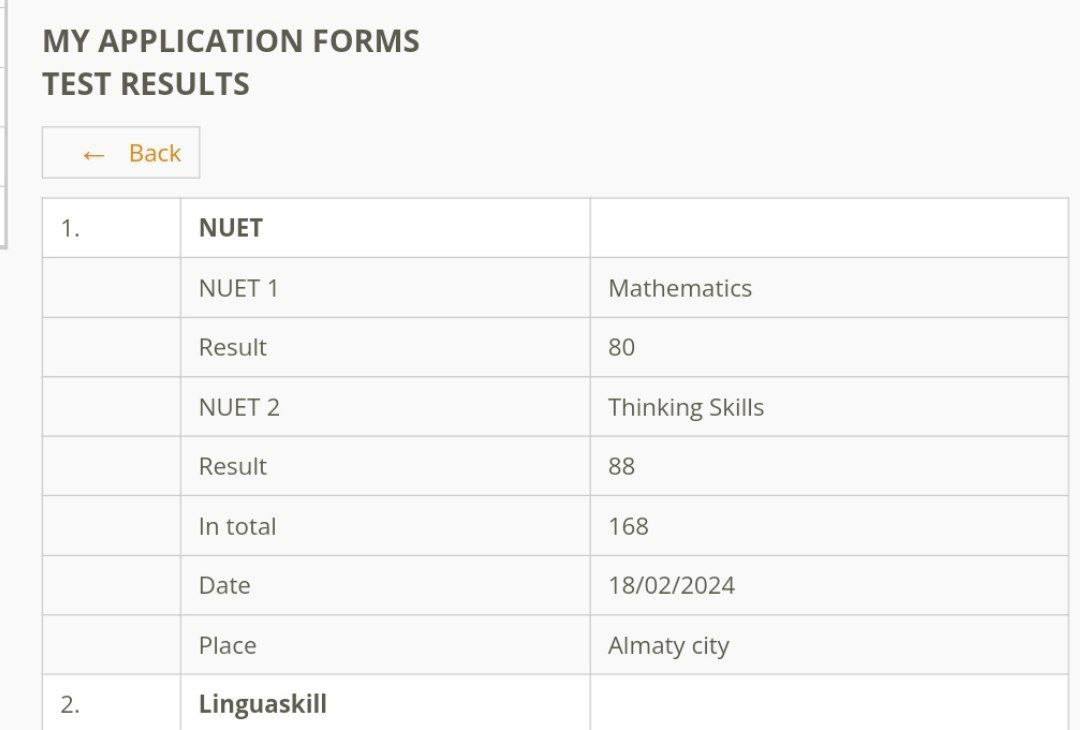 MY APPLICATION FORMS
TEST RESULTS
← Back
1. NUET
NUET 1 Mathematics
Result 80
NUET 2 Thinking Skills
Result 88
In total 168
Date 18/02/2024
Place Almaty city
2. Linguaskill